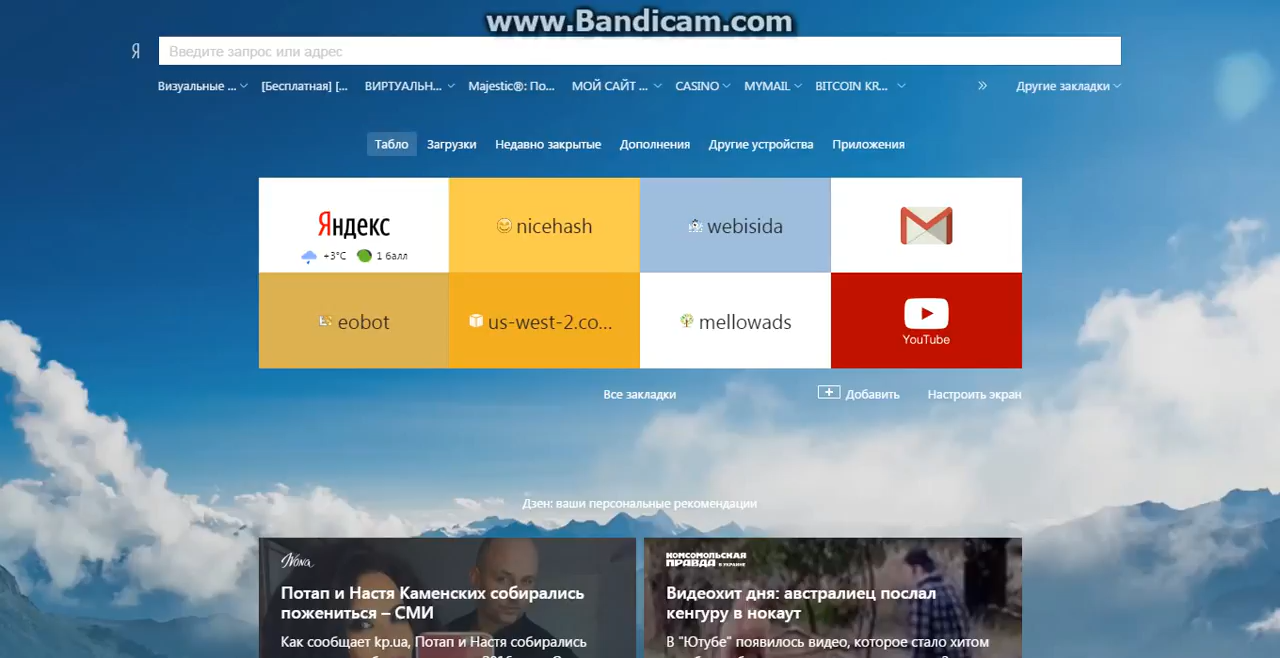 www.Bandicam.com
Я Введите запрос или адрес
Визуальные ... [Бесплатная] [... ВИРТУАЛЬН... Majestic®: По... МОЙ САЙТ ... CASINO MYMAIL BITCOIN KR... » Другие закладки
Табло Загрузки Недавно закрытые Дополнения Другие устройства Приложения
Яндекс
+3°C 1 балл
nicehash
webisida
eobot
us-west-2.co...
mellowads
YouTube
Все закладки Добавить Настроить экран
Дзен: ваши персональные рекомендации
Потап и Настя Каменских собирались
пожениться – СМИ
Как сообщает kp.ua, Потап и Настя собирались
КОМСОМОЛЬСКАЯ
ПРАВДА В УКРАИНЕ
Видеохит дня: австралиец послал
кенгуру в нокаут
В "Ютубе" появилось видео, которое стало хитом